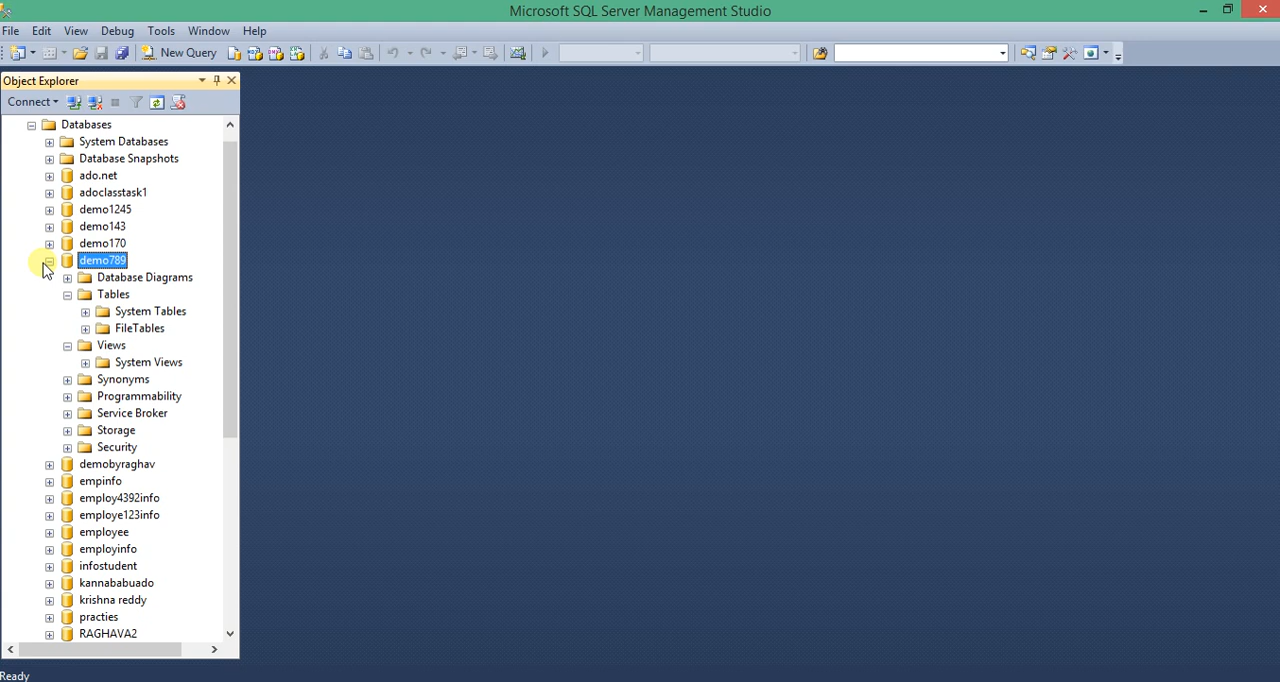 Microsoft SQL Server Management Studio
File Edit View Debug Tools Window Help
New Query
Object Explorer
Connect
Databases
System Databases
Database Snapshots
ado.net
adoclasstask1
demo1245
demo143
demo170
demo789
Database Diagrams
Tables
System Tables
FileTables
Views
System Views
Synonyms
Programmability
Service Broker
Storage
Security
demobyraghav
empinfo
employ4392info
employe123info
employee
employinfo
infostudent
kannababuado
krishna reddy
practies
RAGHAVA2
Ready